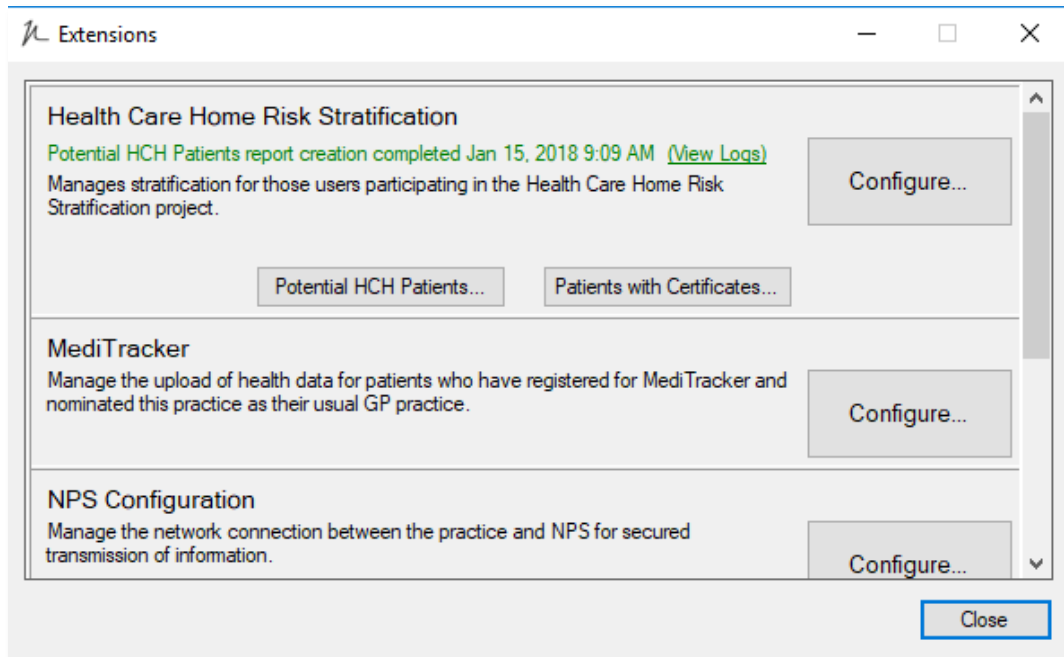 Extensions
Health Care Home Risk Stratification
Potential HCH Patients report creation completed Jan 15, 2018 9:09 AM (View Logs)
Manages stratification for those users participating in the Health Care Home Risk
Stratification project.
Configure...
Potential HCH Patients... Patients with Certificates...
MediTracker
Manage the upload of health data for patients who have registered for MediTracker and
nominated this practice as their usual GP practice.
Configure...
NPS Configuration
Manage the network connection between the practice and NPS for secured
transmission of information.
Configure...
Close